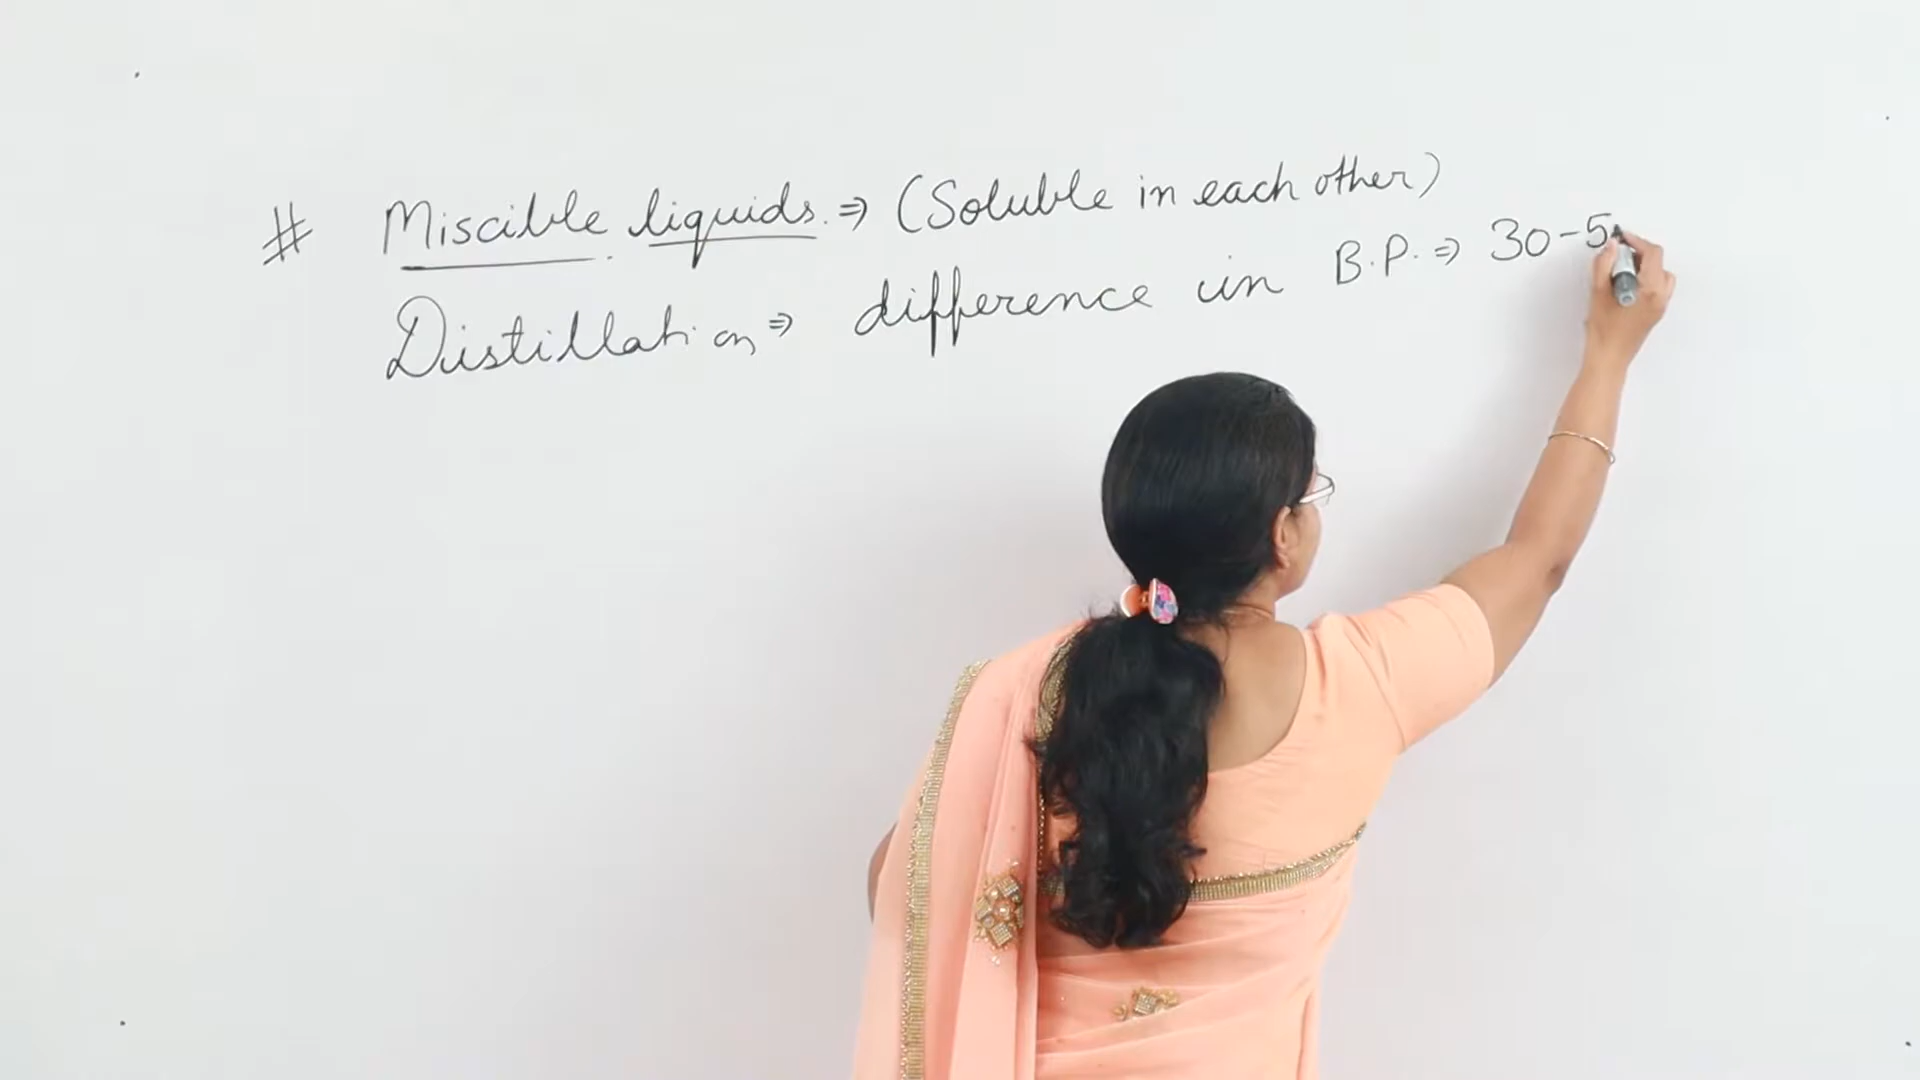 # Miscible liquids. ⇒ (Soluble in each other)
Distillation ⇒ difference in B.P. ⇒ 30-5